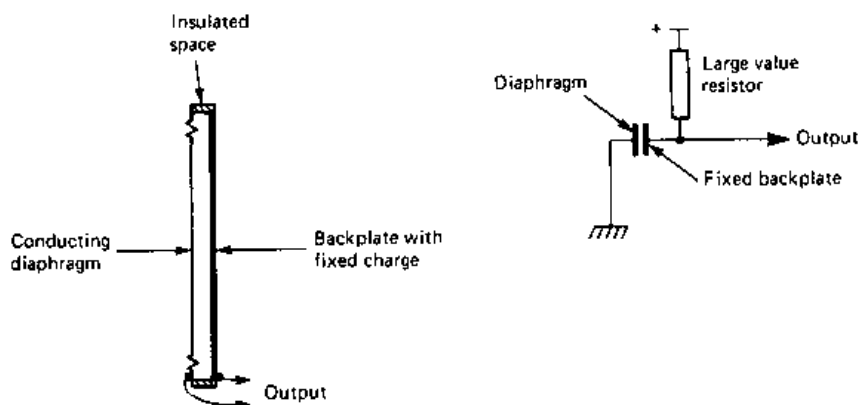 Insulated
space
Conducting
diaphragm
Backplate with
fixed charge
Output
+
Large value
resistor
Diaphragm
Output
Fixed backplate